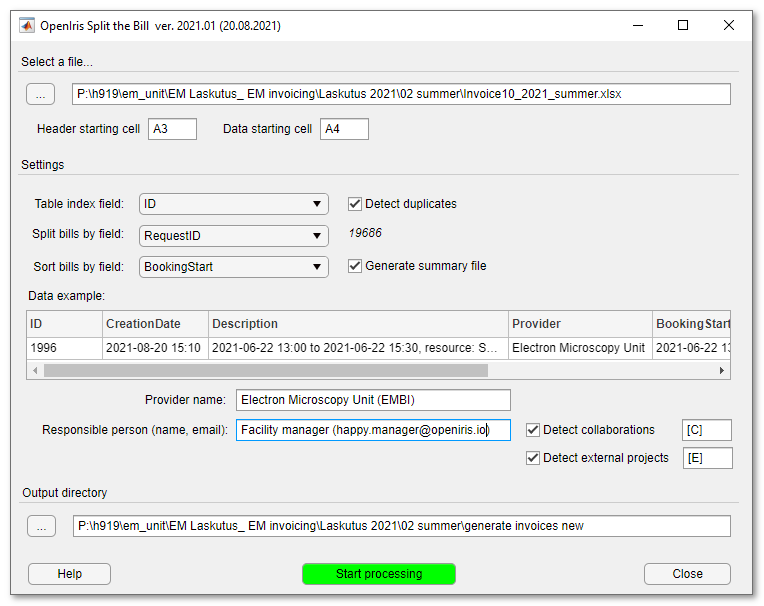 OpenIris Split the Bill  ver. 2021.01 (20.08.2021)
Select a file...
... P:\h919\em_unit\EM Laskutus_ EM invoicing\Laskutus 2021\02 summer\Invoice10_2021_summer.xlsx
Header starting cell A3 Data starting cell A4
Settings
Table index field: ID Detect duplicates
Split bills by field: RequestID 19686
Sort bills by field: BookingStart Generate summary file
Data example:
ID CreationDate Description Provider BookingStart
1996 2021-08-20 15:10 2021-06-22 13:00 to 2021-06-22 15:30, resource: S... Electron Microscopy Unit 2021-06-22 13
Provider name: Electron Microscopy Unit (EMBI)
Responsible person (name, email): Facility manager (happy.manager@openiris.io) Detect collaborations [C]
Detect external projects [E]
Output directory
... P:\h919\em_unit\EM Laskutus_ EM invoicing\Laskutus 2021\02 summer\generate invoices new
Help Start processing Close